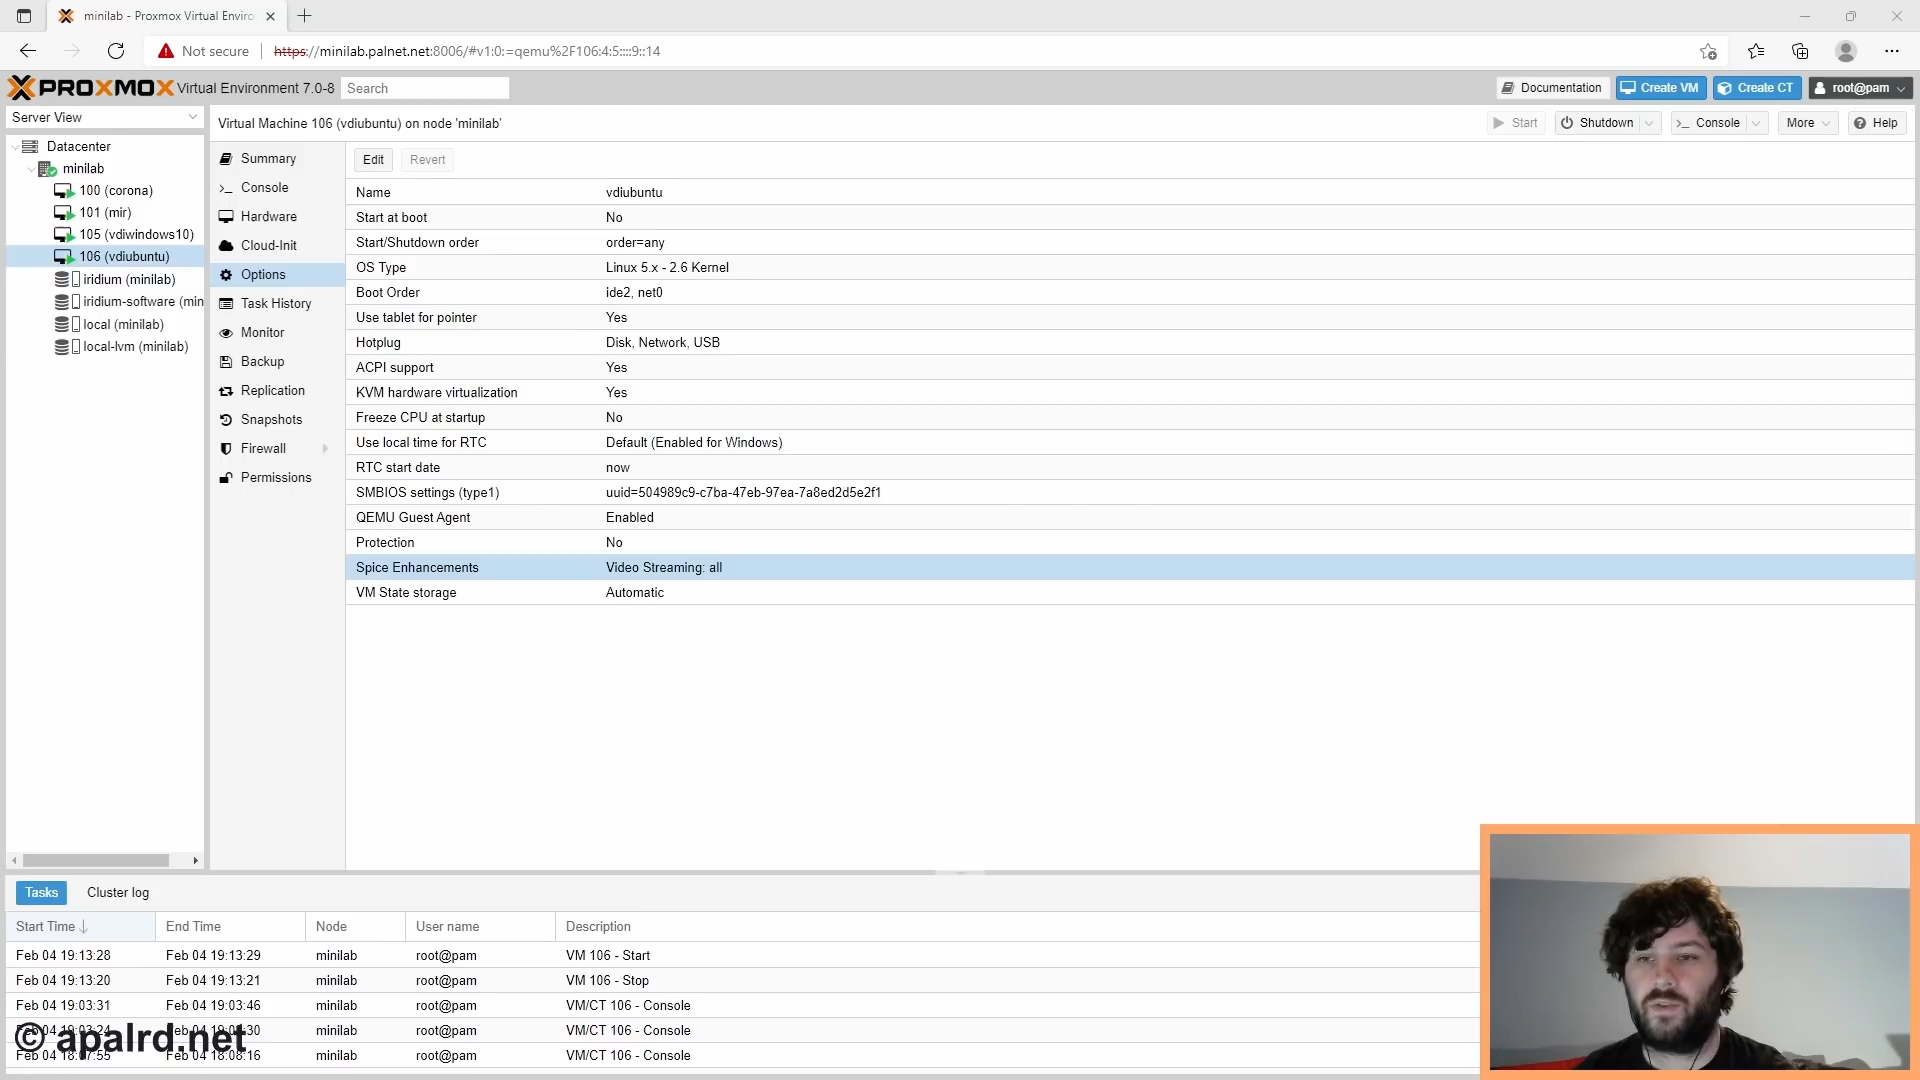 minilab - Proxmox Virtual Enviro
Not secure
https://minilab.palnet.net:8006/#v1:0:=qemu%2F106:4:5::::9::14
PROXMOX Virtual Environment 7.0-8
Search
Documentation
Create VM
Create CT
root@pam
Server View
Virtual Machine 106 (vdiubuntu) on node 'minilab'
Start
Shutdown
Console
More
Help
Datacenter
minilab
100 (corona)
101 (mir)
105 (vdiwindows10)
106 (vdiubuntu)
iridium (minilab)
iridium-software (min
local (minilab)
local-lvm (minilab)
Summary
Console
Hardware
Cloud-Init
Options
Task History
Monitor
Backup
Replication
Snapshots
Firewall
Permissions
Edit
Revert
Name vdiubuntu
Start at boot No
Start/Shutdown order order=any
OS Type Linux 5.x - 2.6 Kernel
Boot Order ide2, net0
Use tablet for pointer Yes
Hotplug Disk, Network, USB
ACPI support Yes
KVM hardware virtualization Yes
Freeze CPU at startup No
Use local time for RTC Default (Enabled for Windows)
RTC start date now
SMBIOS settings (type1) uuid=504989c9-c7ba-47eb-97ea-7a8ed2d5e2f1
QEMU Guest Agent Enabled
Protection No
Spice Enhancements Video Streaming: all
VM State storage Automatic
Tasks
Cluster log
Start Time End Time Node User name Description
Feb 04 19:13:28 Feb 04 19:13:29 minilab root@pam VM 106 - Start
Feb 04 19:13:20 Feb 04 19:13:21 minilab root@pam VM 106 - Stop
Feb 04 19:03:31 Feb 04 19:03:46 minilab root@pam VM/CT 106 - Console
Feb 04 19:03:24 Feb 04 minilab root@pam VM/CT 106 - Console
Feb 04 Feb 04 18:08:16 minilab root@pam VM/CT 106 - Console
© apalrd.net